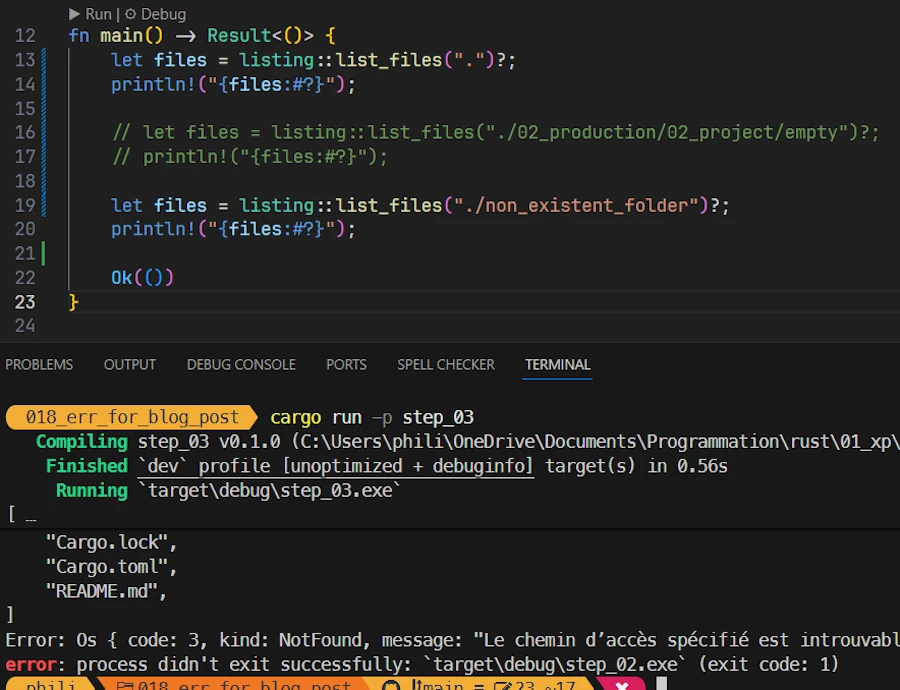 Run | Debug
12 fn main() -> Result<()> {
13 let files = listing::list_files(".")?;
14 println!("{files:#?}");
15
16 // let files = listing::list_files("./02_production/02_project/empty")?;
17 // println!("{files:#?}");
18
19 let files = listing::list_files("./non_existent_folder")?;
20 println!("{files:#?}");
21
22 Ok(())
23 }
24
PROBLEMS OUTPUT DEBUG CONSOLE PORTS SPELL CHECKER TERMINAL
018_err_for_blog_post cargo run -p step_03
Compiling step_03 v0.1.0 (C:\Users\phili\OneDrive\Documents\Programmation\rust\01_xp\
Finished `dev` profile [unoptimized + debuginfo] target(s) in 0.56s
Running `target\debug\step_03.exe`
[ …
"Cargo.lock",
"Cargo.toml",
"README.md",
]
Error: Os { code: 3, kind: NotFound, message: "Le chemin d’accès spécifié est introuvabl
error: process didn't exit successfully: `target\debug\step_02.exe` (exit code: 1)
phili 018_err_for_blog_post main = 23 ~17